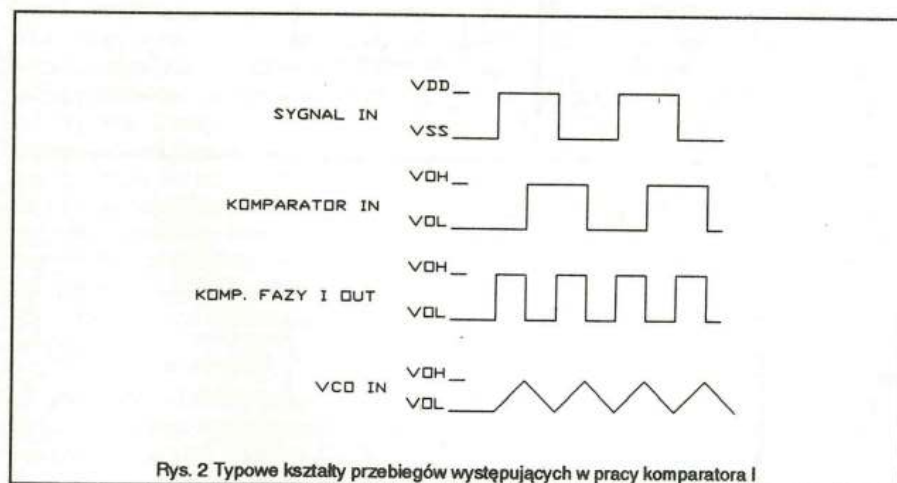 VDD
SYGNAL IN
VSS
VOH
KOMPARATOR IN
VOL
VOH
KOMP. FAZY I OUT
VOL
VOH
VCO IN
VOL
Rys. 2 Typowe kształty przebiegów występujących w pracy komparatora I